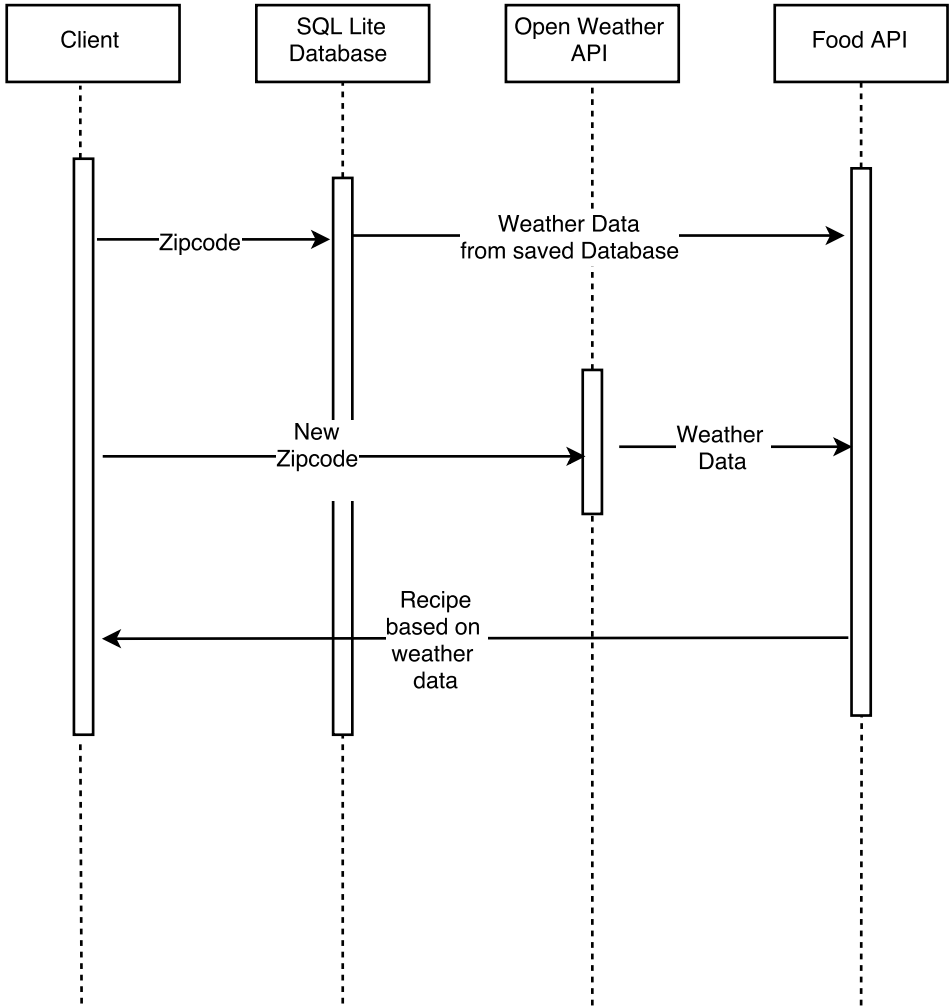 Client
SQL Lite
Database
Open Weather
API
Food API
Zipcode
Weather Data
from saved Database
New
Zipcode
Weather
Data
Recipe
based on
weather
data